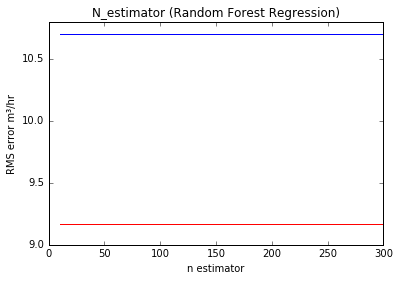 N_estimator (Random Forest Regression)
10.5
10.0
9.5
9.0
RMS error m³/hr
0 50 100 150 200 250 300
n estimator